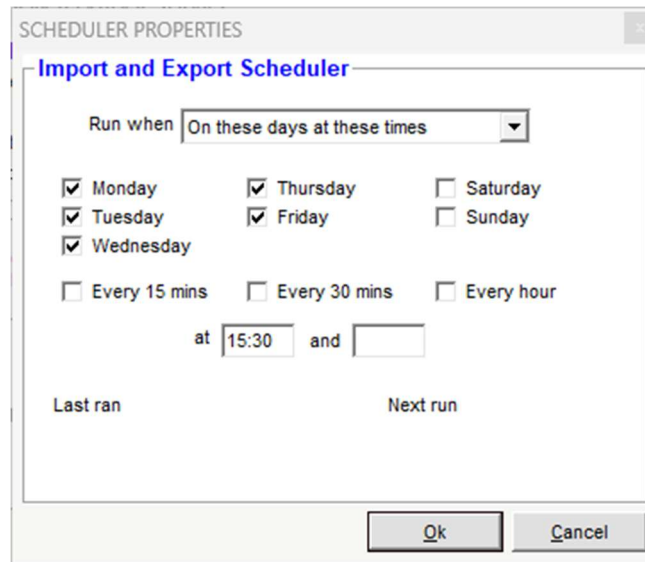 SCHEDULER PROPERTIES
Import and Export Scheduler
Run when On these days at these times
Monday Thursday Saturday
Tuesday Friday Sunday
Wednesday
Every 15 mins Every 30 mins Every hour
at 15:30 and
Last ran Next run
Ok Cancel